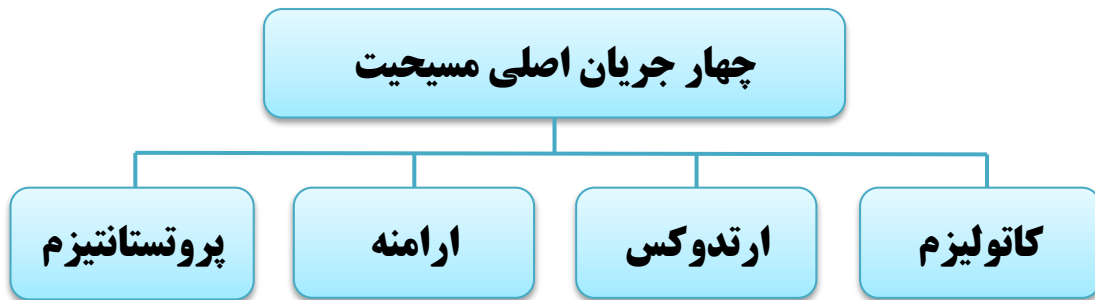 چهار جریان اصلی مسیحیت
کاتولیزم
ارتدوکس
ارامنه
پروتستانتیزم